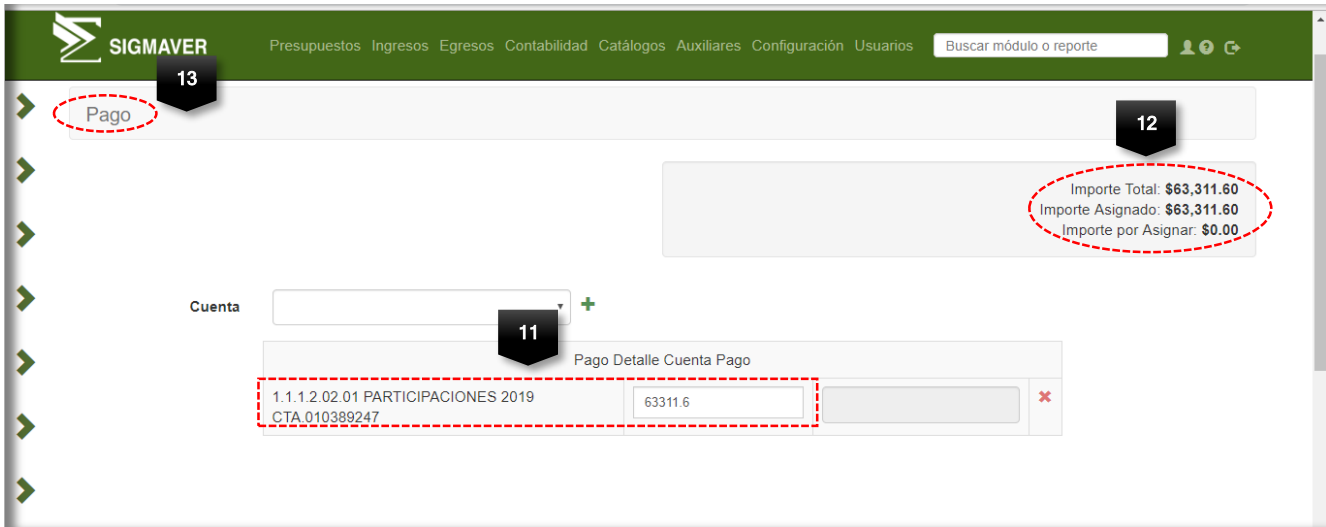 SIGMAVER
Presupuestos Ingresos Egresos Contabilidad Catálogos Auxiliares Configuración Usuarios
Buscar módulo o reporte
13
Pago
12
Importe Total: $63,311.60
Importe Asignado: $63,311.60
Importe por Asignar: $0.00
Cuenta
11
Pago Detalle Cuenta Pago
1.1.1.2.02.01 PARTICIPACIONES 2019
CTA.010389247
63311.6